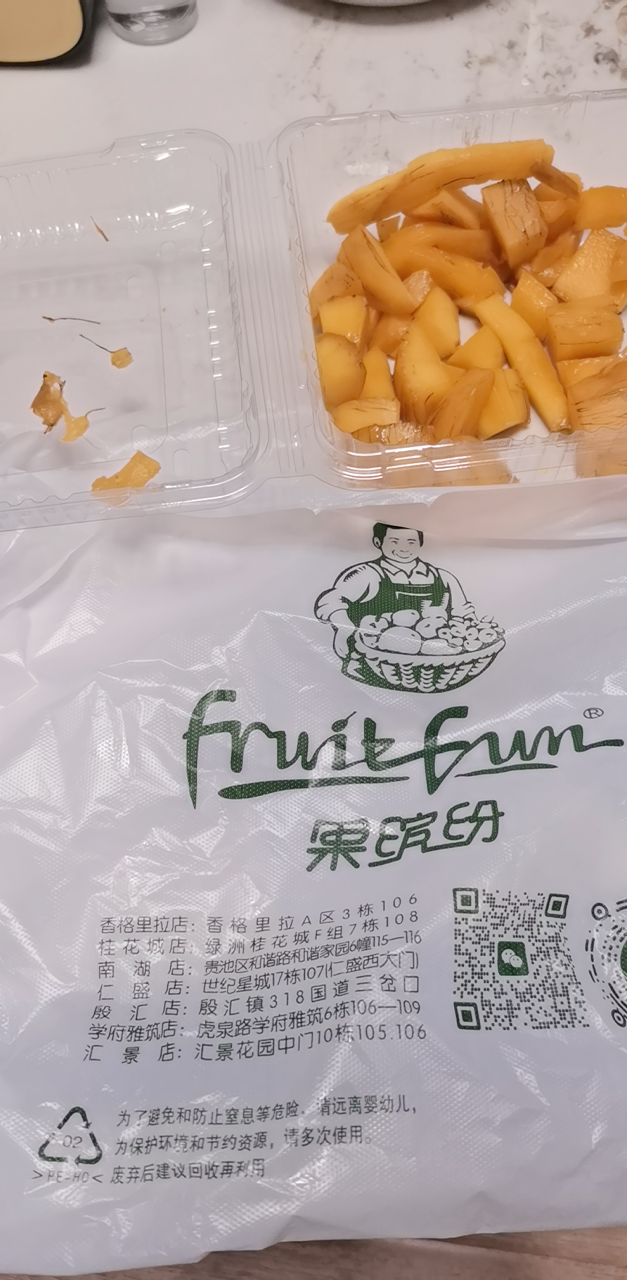 fruit fun®
果缤纷
香格里拉店：香格里拉A区3栋106
桂花城店：绿洲桂花城F组7栋108
南湖店：贵池区和谐路和谐家园6幢115—116
仁盛店：世纪星城17栋107(仁盛西大门)
殷汇店：殷汇镇318国道三岔口
学府雅筑店：虎泉路学府雅筑6栋106—109
汇景店：汇景花园中门10栋105.106
02
>PE-HD<
为了避免和防止窒息等危险，请远离婴幼儿，
为保护环境和节约资源，请多次使用。
废弃后建议回收再利用